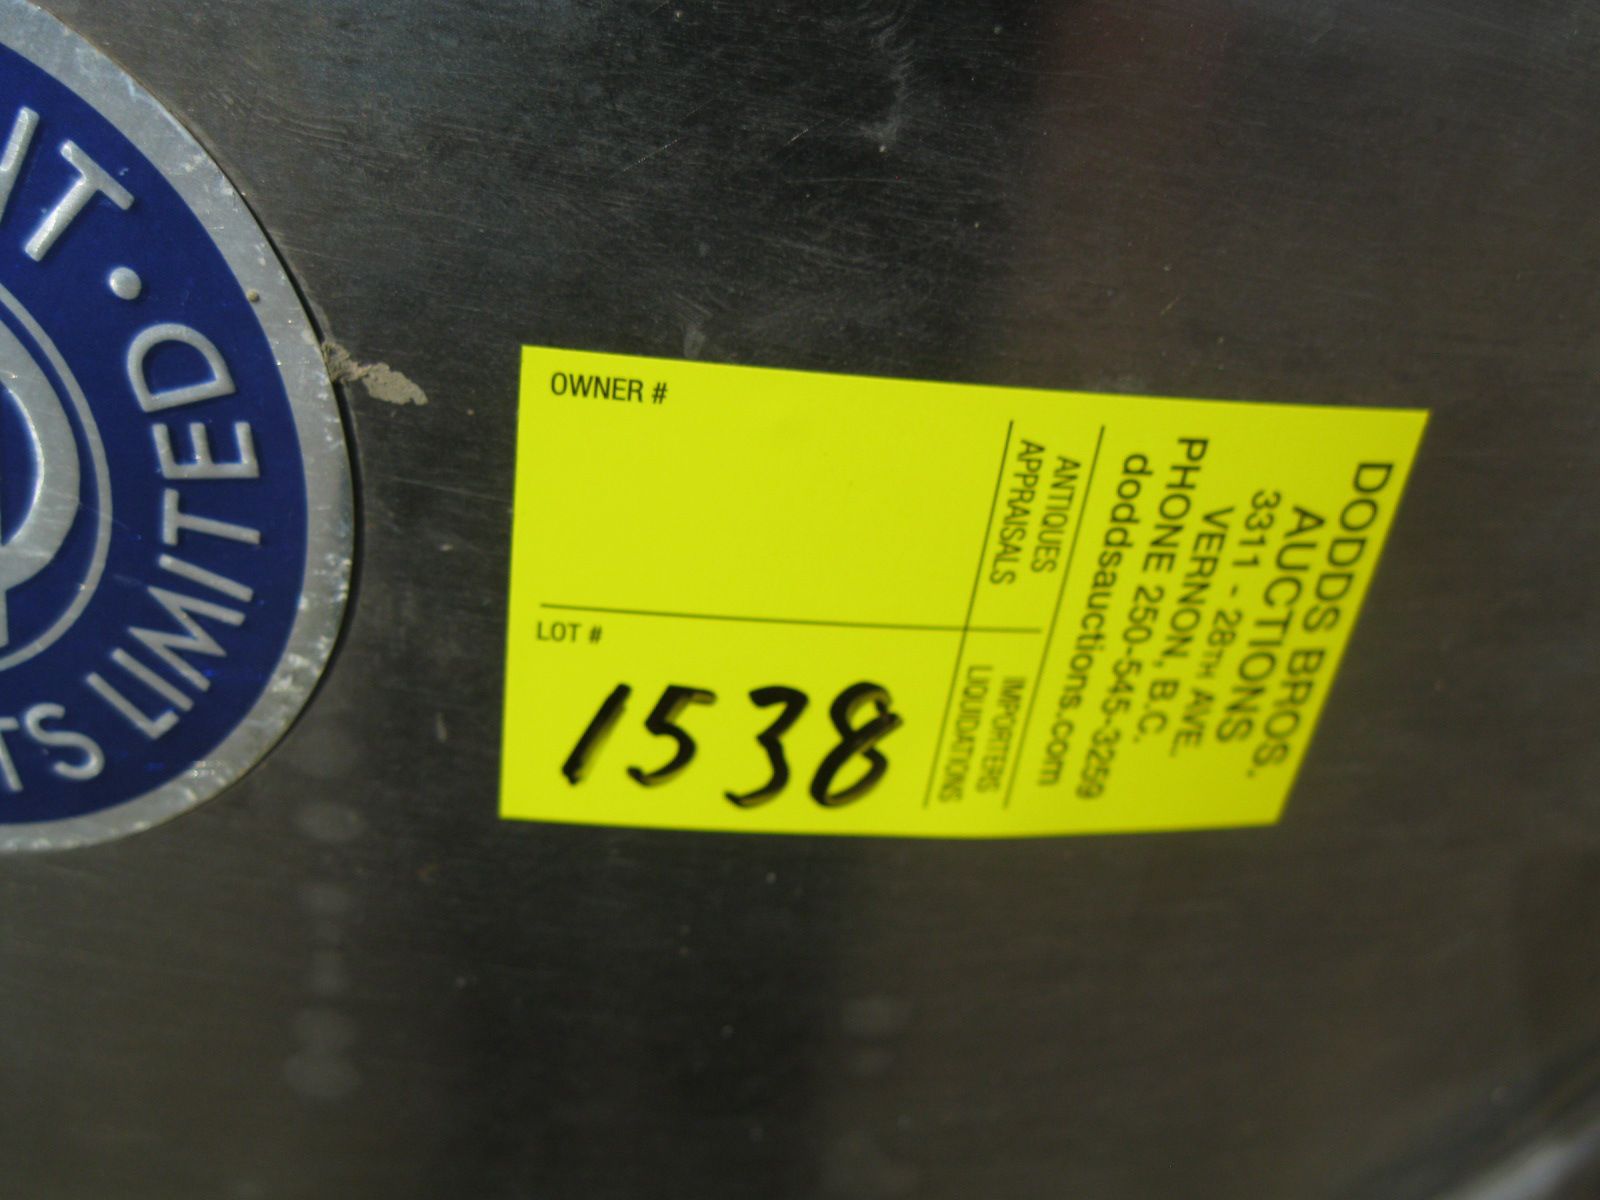 T •
LIMITED
TS
OWNER #
LOT #
1538
ANTIQUES
APPRAISALS
IMPORTERS
LIQUIDATIONS
DODDS BROS.
AUCTIONS
3311 - 28TH AVE.
VERNON, B.C.
PHONE 250-545-3259
doddsauctions.com